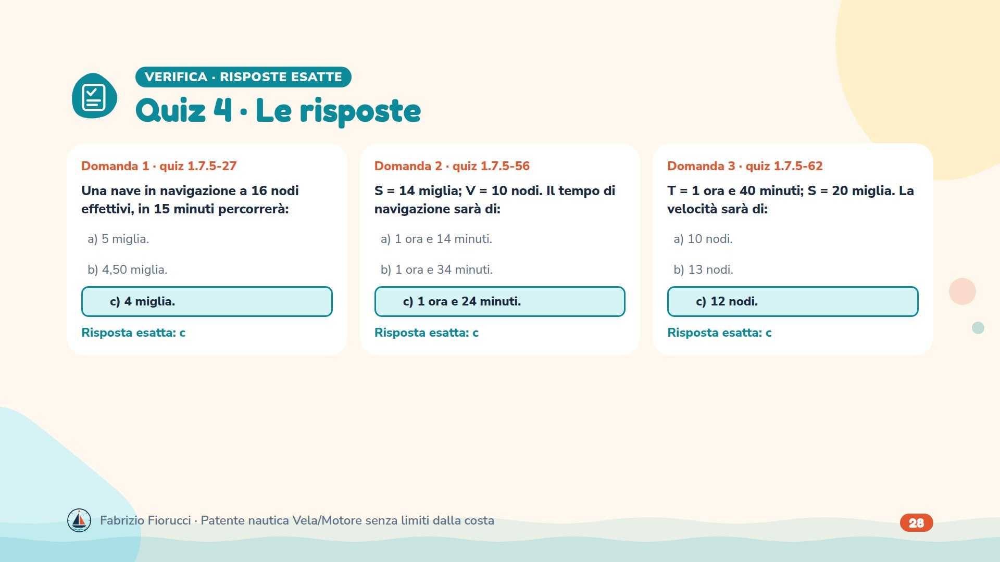 VERIFICA · RISPOSTE ESATTE
Quiz 4 · Le risposte
Domanda 1 · quiz 1.7.5-27
Una nave in navigazione a 16 nodi
effettivi, in 15 minuti percorrerà:
a) 5 miglia.
b) 4,50 miglia.
c) 4 miglia.
Risposta esatta: c
Domanda 2 · quiz 1.7.5-56
S = 14 miglia; V = 10 nodi. Il tempo di
navigazione sarà di:
a) 1 ora e 14 minuti.
b) 1 ora e 34 minuti.
c) 1 ora e 24 minuti.
Risposta esatta: c
Domanda 3 · quiz 1.7.5-62
T = 1 ora e 40 minuti; S = 20 miglia. La
velocità sarà di:
a) 10 nodi.
b) 13 nodi.
c) 12 nodi.
Risposta esatta: c
Fabrizio Fiorucci · Patente nautica Vela/Motore senza limiti dalla costa
28